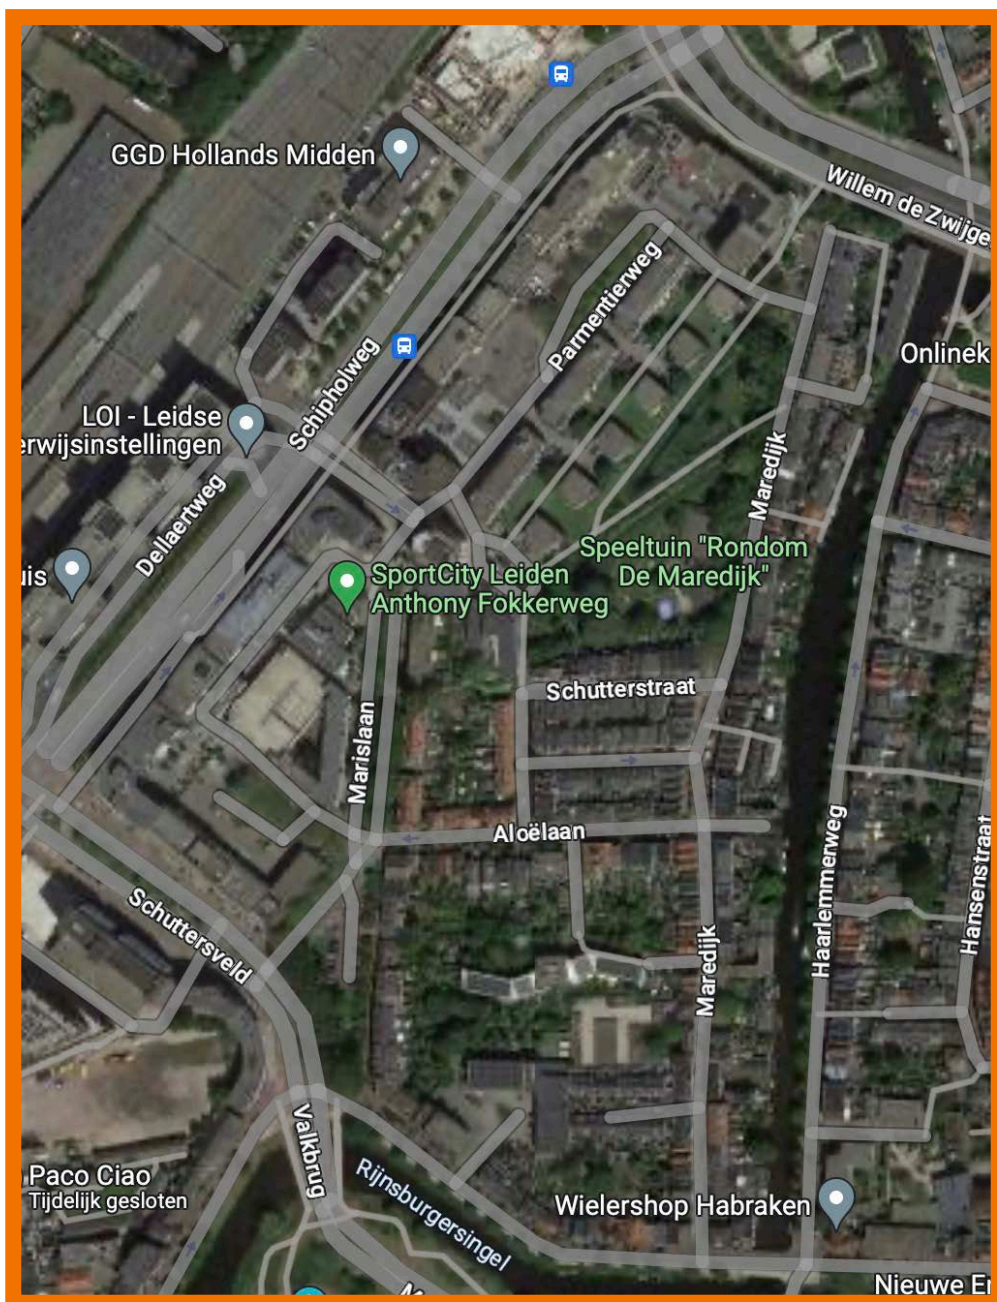 GGD Hollands Midden
Willem de Zwijge
Parmentierweg
Onlinek
Schipholweg
LOI - Leidse
erwijsinstellingen
Maredijk
Dellaertweg
Speeltuin "Rondom
De Maredijk"
uis
SportCity Leiden
Anthony Fokkerweg
Schutterstraat
Marislaan
Aloëlaan
Haarlemmerweg
Hansenstraat
Schuttersveld
Maredijk
Valkbrug
Paco Ciao
Tijdelijk gesloten
Rijnsburgersingel
Wielershop Habraken
Nieuwe Er
M